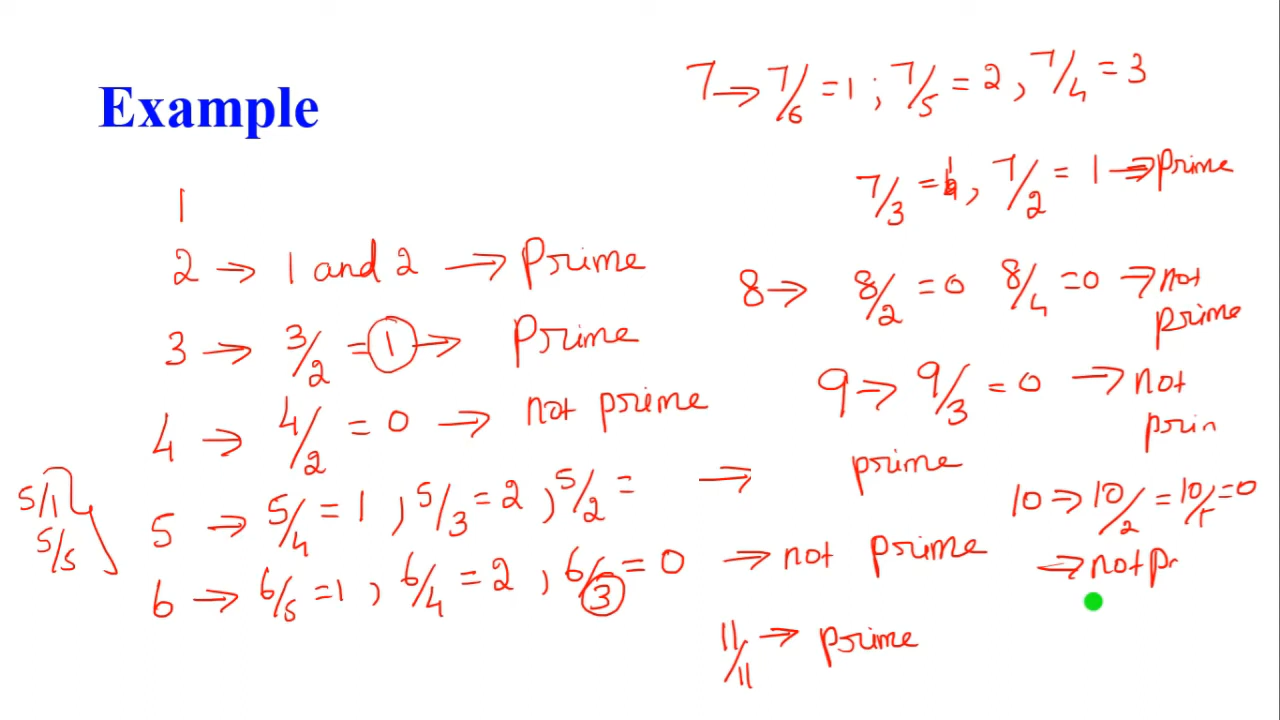 Example
1
2 → 1 and 2 → Prime
3 → 3/2 = 1 → Prime
4 → 4/2 = 0 → not prime
5/1
5/5
5 → 5/4 = 1, 5/3 = 2, 5/2 = → prime
6 → 6/5 = 1, 6/4 = 2, 6/3 = 0 → not prime
7 → 7/6 = 1; 7/5 = 2, 7/4 = 3
7/3 = 1, 7/2 = 1 → prime
8 → 8/2 = 0 8/4 = 0 → not
prime
9 → 9/3 = 0 → not
prin
10 → 10/2 = 10/5 = 0
→ not pr
11/11 → prime